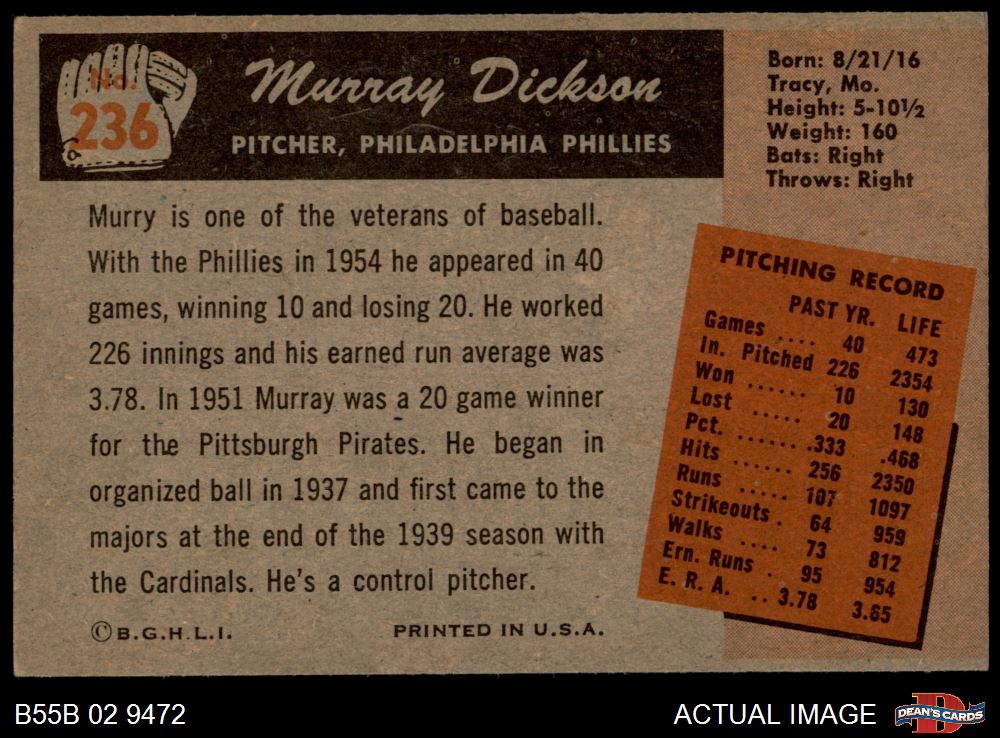 No.
236
Murray Dickson
PITCHER, PHILADELPHIA PHILLIES
Born: 8/21/16
Tracy, Mo.
Height: 5-10½
Weight: 160
Bats: Right
Throws: Right
Murry is one of the veterans of baseball.
With the Phillies in 1954 he appeared in 40
games, winning 10 and losing 20. He worked
226 innings and his earned run average was
3.78. In 1951 Murray was a 20 game winner
for the Pittsburgh Pirates. He began in
organized ball in 1937 and first came to the
majors at the end of the 1939 season with
the Cardinals. He's a control pitcher.
PITCHING RECORD
PAST YR. LIFE
Games .... 40 473
In. Pitched 226 2354
Won ...... 10 130
Lost ..... 20 148
Pct. ...... .333 .468
Hits ...... 256 2350
Runs ..... 107 1097
Strikeouts . 64 959
Walks .... 73 812
Ern. Runs . 95 954
E. R. A. .. 3.78 3.65
©B.G.H.L.I. PRINTED IN U.S.A.
B55B 02 9472 ACTUAL IMAGE
D
DEAN'S CARDS